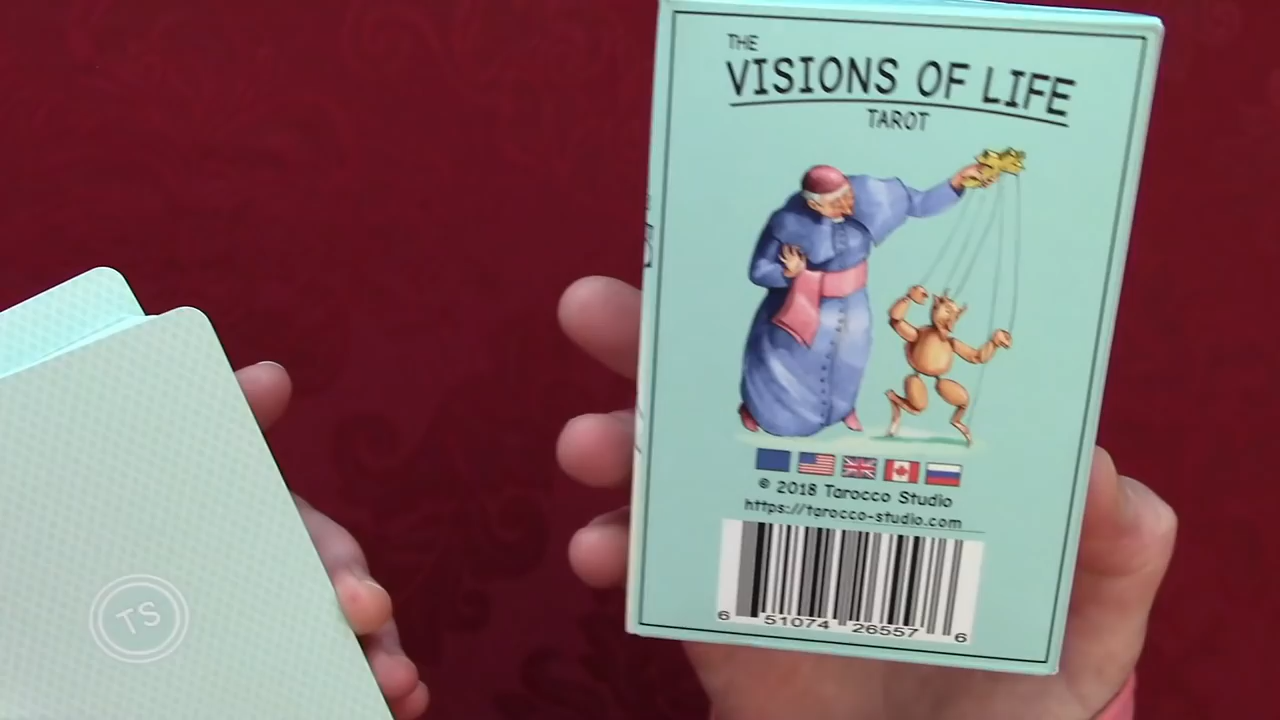 THE
VISIONS OF LIFE
TAROT
© 2018 Tarocco Studio
https://tarocco-studio.com
6 51074 26557 6
TS